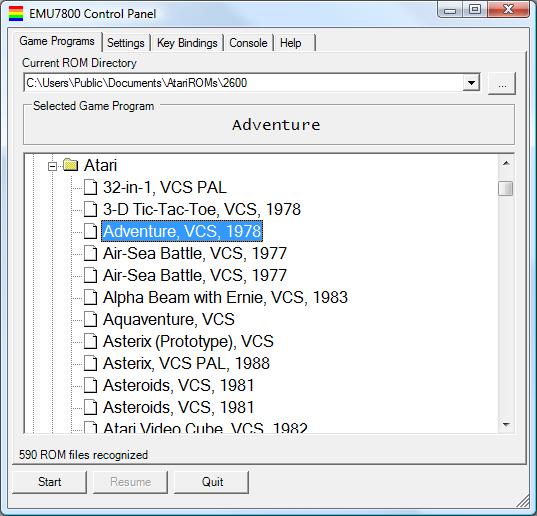 EMU7800 Control Panel
Game Programs Settings Key Bindings Console Help
Current ROM Directory
C:\Users\Public\Documents\AtariROMs\2600
...
Selected Game Program
Adventure
Atari
32-in-1, VCS PAL
3-D Tic-Tac-Toe, VCS, 1978
Adventure, VCS, 1978
Air-Sea Battle, VCS, 1977
Air-Sea Battle, VCS, 1977
Alpha Beam with Ernie, VCS, 1983
Aquaventure, VCS
Asterix (Prototype), VCS
Asterix, VCS PAL, 1988
Asteroids, VCS, 1981
Asteroids, VCS, 1981
Atari Video Cube, VCS, 1982
590 ROM files recognized
Start Resume Quit